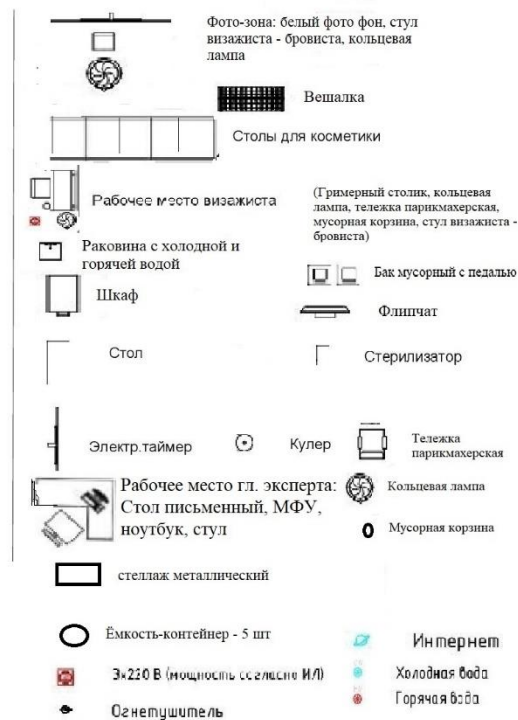 Фото-зона: белый фото фон, стул
визажиста - бровиста, кольцевая
лампа
Вешалка
Столы для косметики
Рабочее место визажиста
(Гримерный столик, кольцевая
лампа, тележка парикмахерская,
мусорная корзина, стул визажиста -
бровиста)
Раковина с холодной и
горячей водой
Бак мусорный с педалью
Шкаф
Флипчат
Стол
Стерилизатор
Электр.таймер
Кулер
Тележка
парикмахерская
Рабочее место гл. эксперта:
Стол письменный, МФУ,
ноутбук, стул
Кольцевая лампа
Мусорная корзина
стеллаж металлический
Ёмкость-контейнер - 5 шт
Интернет
3к220 В (мощность согласно ИЛ)
Холодная вода
Горячая вода
Огнетушитель